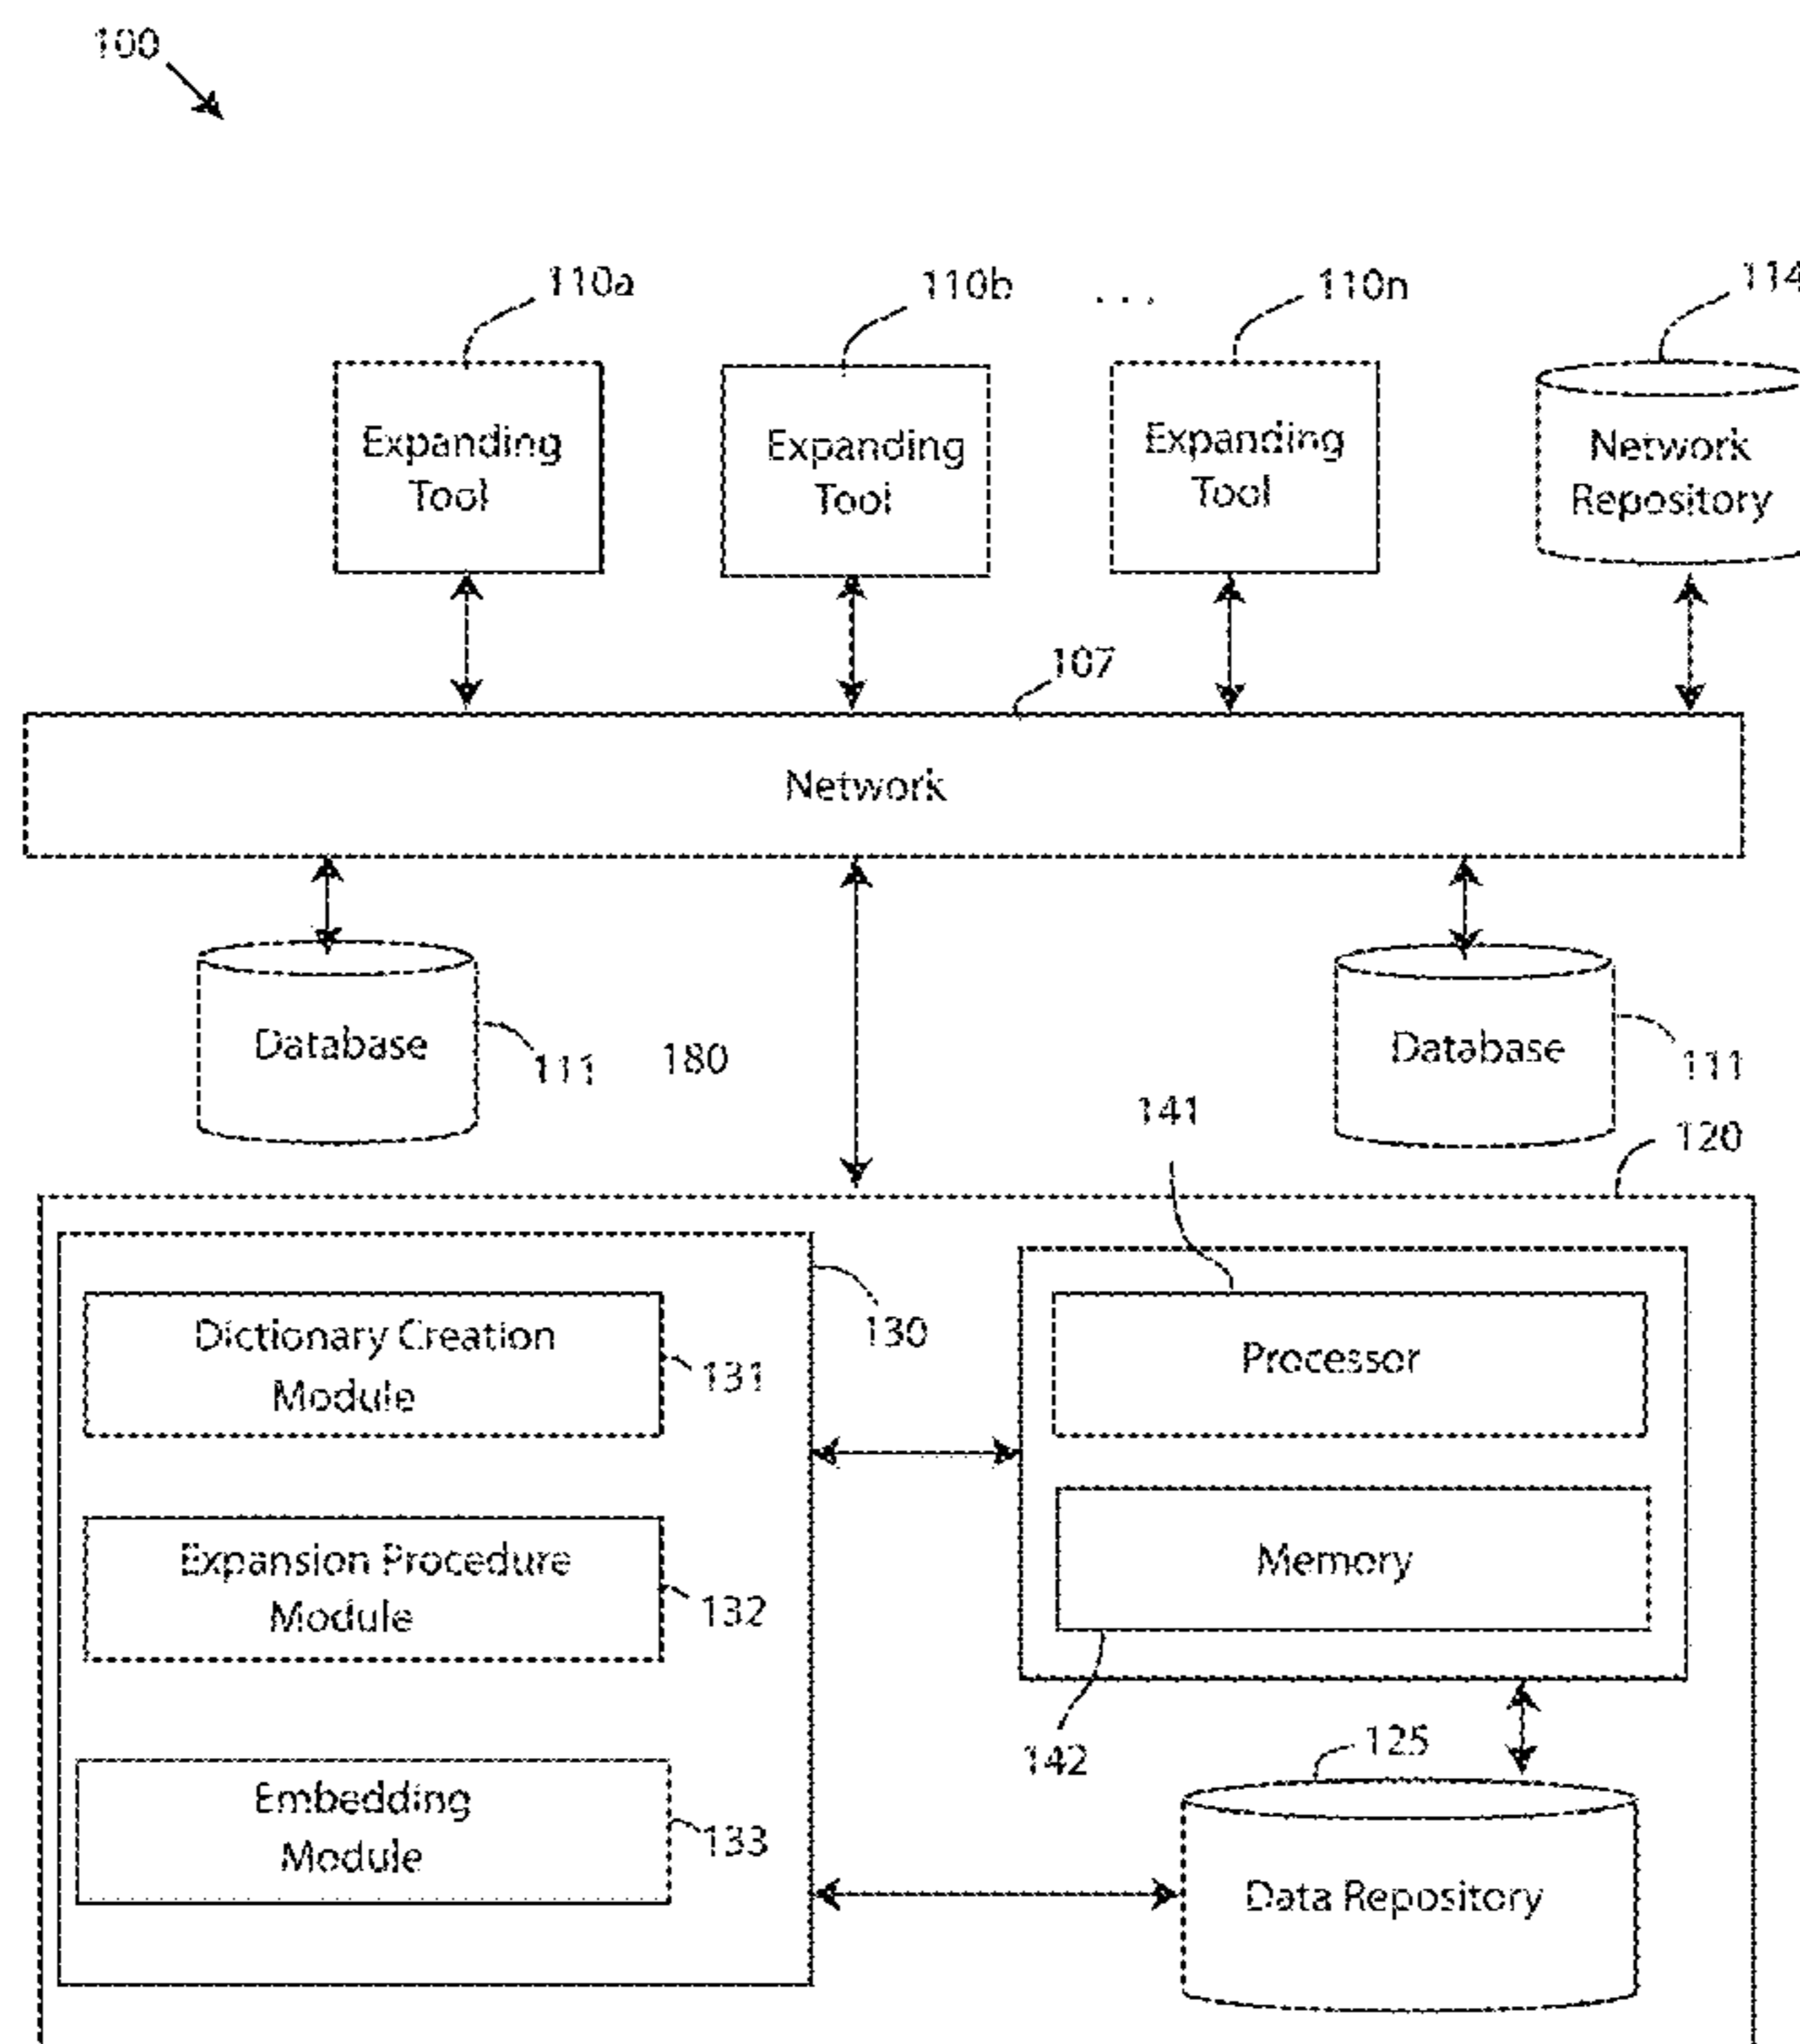 100
110a
110b
...
110n
114
Expanding
Tool
Expanding
Tool
Expanding
Tool
Network
Repository
107
Network
Database
111
180
Database
111
141
120
Dictionary Creation
Module
131
130
Processor
Expansion Procedure
Module
132
Memory
142
125
Embedding
Module
133
Data Repository